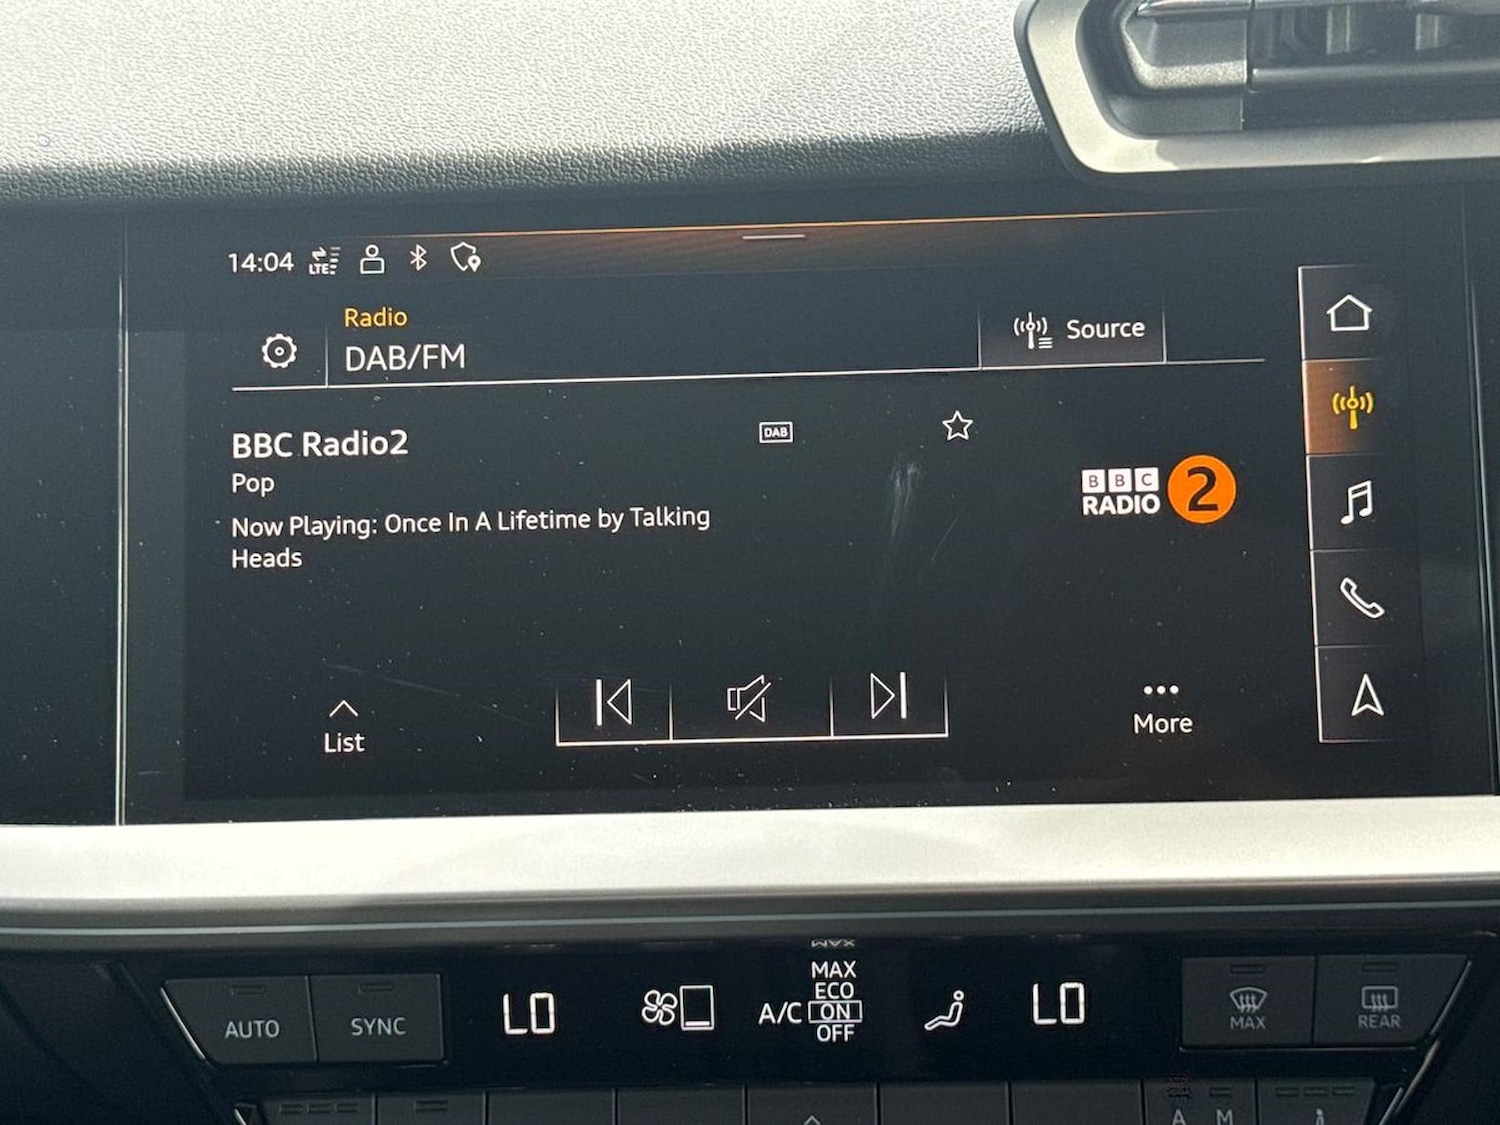 14:04 LTE
Radio
DAB/FM
Source
BBC Radio2
DAB
Pop
Now Playing: Once In A Lifetime by Talking
Heads
BBC
RADIO 2
List
More
AUTO
SYNC
LO
A/C
MAX
ECO
ON
OFF
LO
MAX
REAR
A M